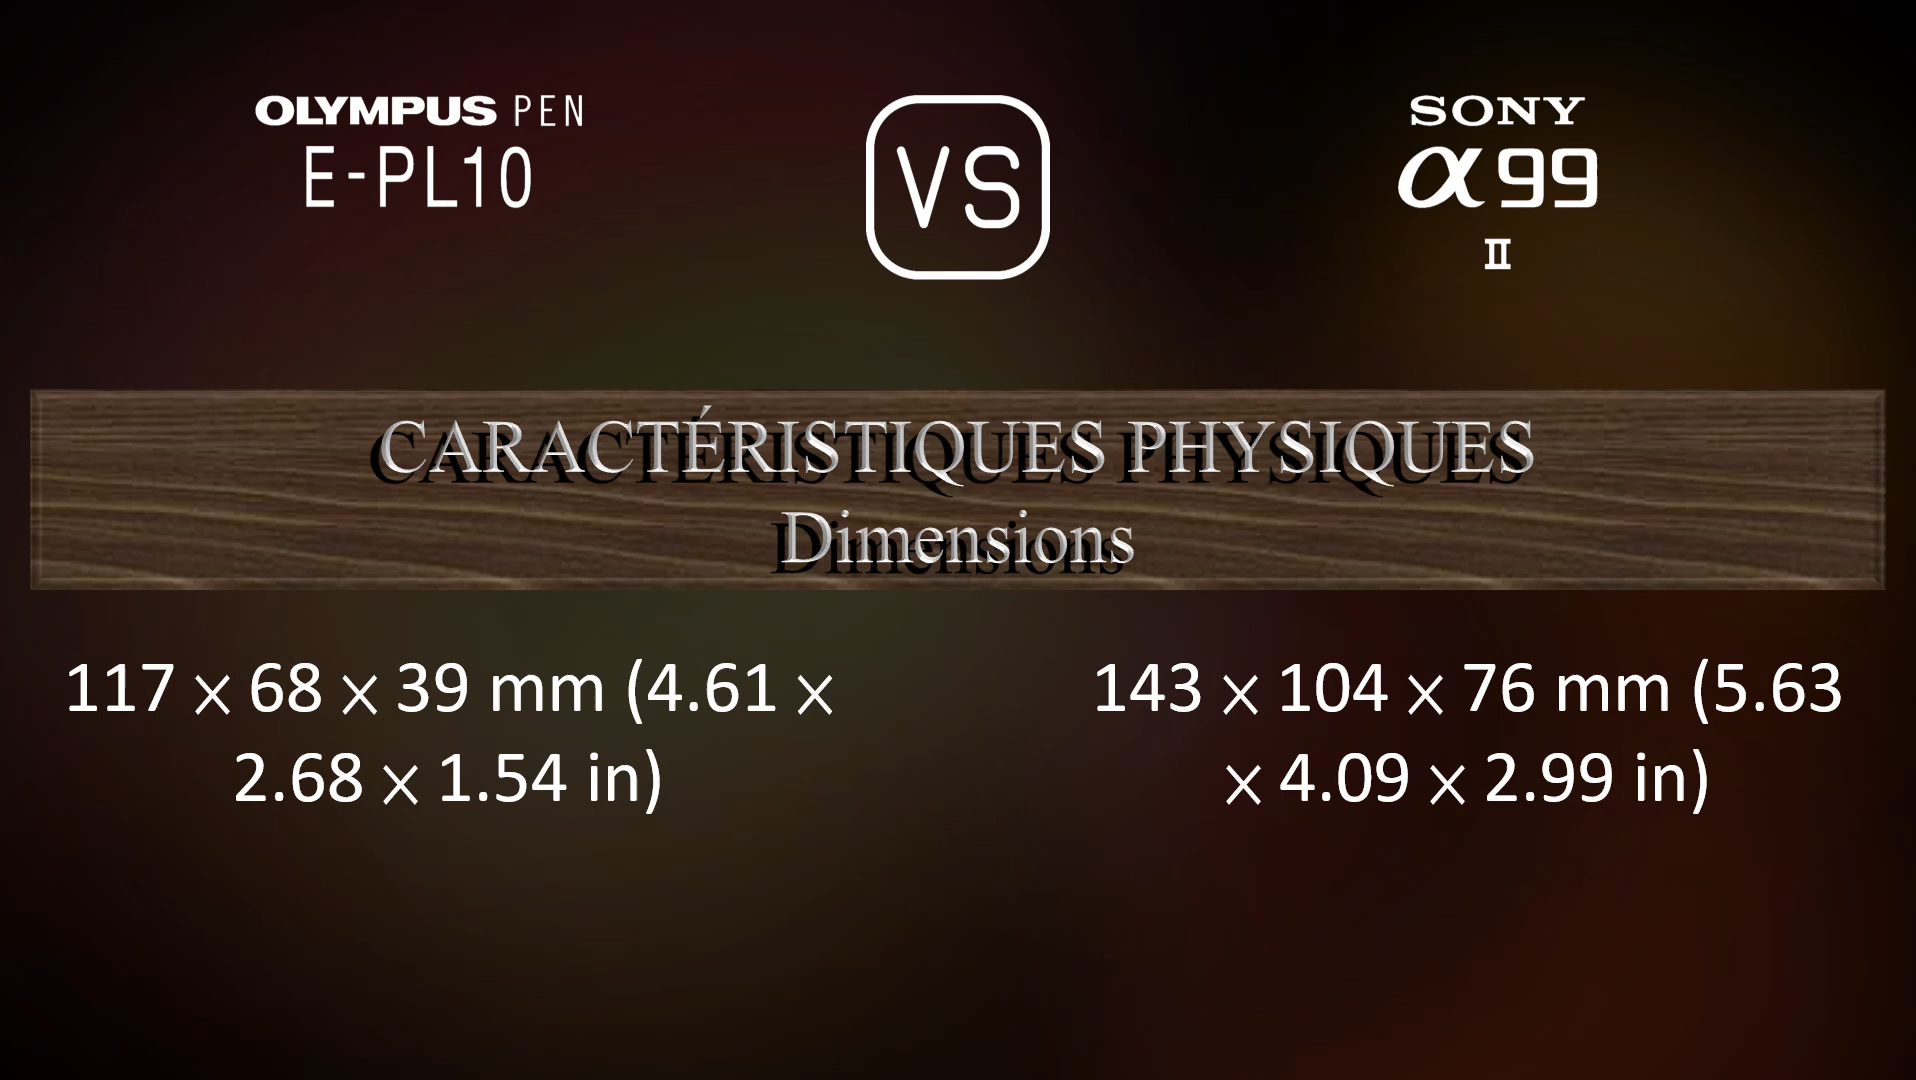 OLYMPUS PEN
E-PL10
VS
SONY
α99
II
CARACTÉRISTIQUES PHYSIQUES
Dimensions
117 x 68 x 39 mm (4.61 x
2.68 x 1.54 in)
143 x 104 x 76 mm (5.63
x 4.09 x 2.99 in)